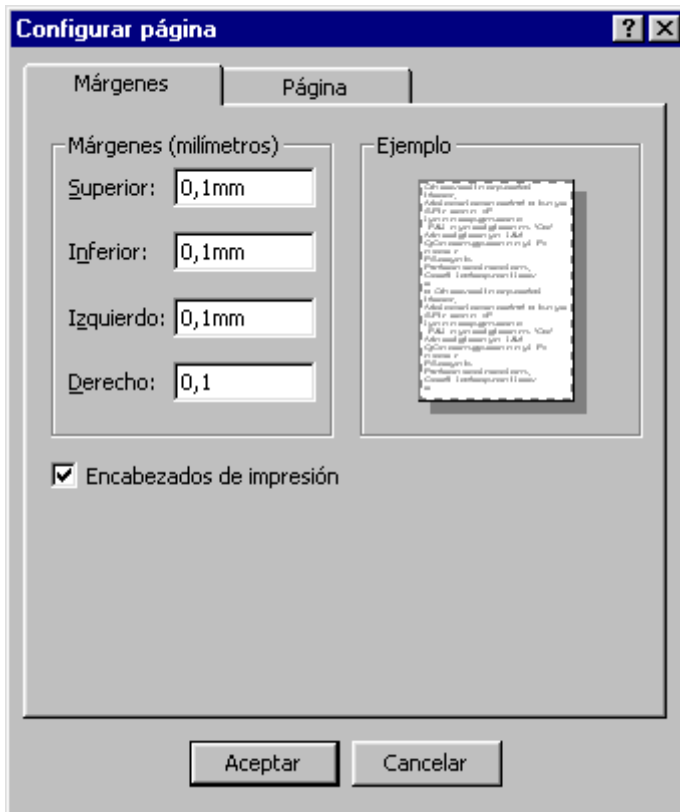 Configurar página
Márgenes
Página
Márgenes (milímetros)
Superior: 0,1mm
Inferior: 0,1mm
Izquierdo: 0,1mm
Derecho: 0,1
Ejemplo
Encabezados de impresión
Aceptar
Cancelar